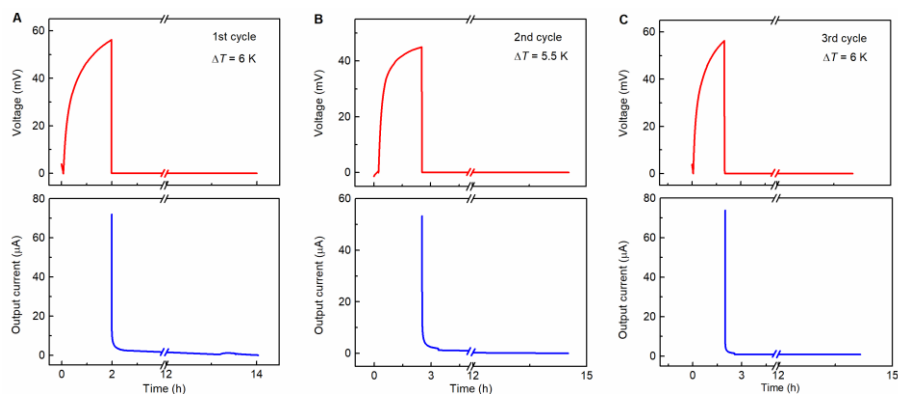 A
1st cycle
ΔT = 6 K
Voltage (mV)
60
40
20
0
Output current (μA)
80
60
40
20
0
0 2 12 14
Time (h)
B
2nd cycle
ΔT = 5.5 K
Voltage (mV)
60
40
20
0
Output current (μA)
60
40
20
0
0 3 12 15
Time (h)
C
3rd cycle
ΔT = 6 K
Voltage (mV)
60
40
20
0
Output current (μA)
80
60
40
20
0
0 3 12 15
Time (h)